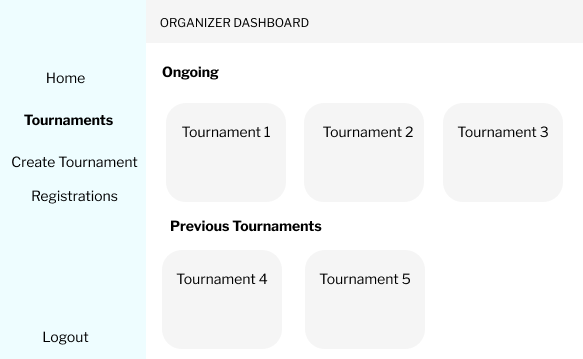 ORGANIZER DASHBOARD
Home
Tournaments
Create Tournament
Registrations
Logout
Ongoing
Tournament 1
Tournament 2
Tournament 3
Previous Tournaments
Tournament 4
Tournament 5